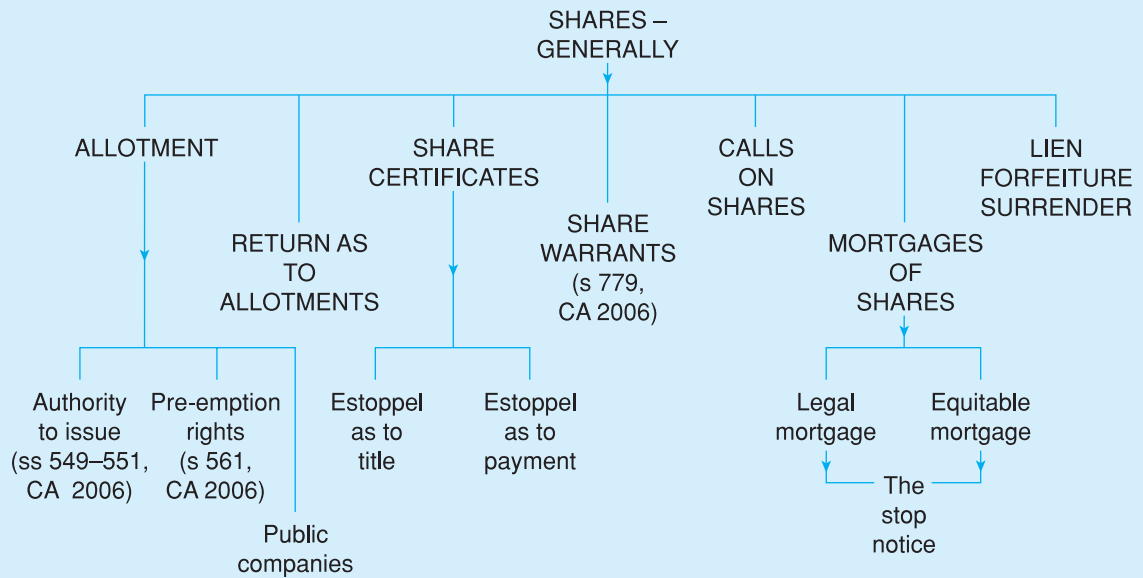 SHARES –
GENERALLY
ALLOTMENT
RETURN AS
TO
ALLOTMENTS
SHARE
CERTIFICATES
SHARE
WARRANTS
(s 779,
CA 2006)
CALLS
ON
SHARES
MORTGAGES
OF
SHARES
LIEN
FORFEITURE
SURRENDER
Authority
to issue
(ss 549–551,
CA 2006)
Pre-emption
rights
(s 561,
CA 2006)
Public
companies
Estoppel
as to
title
Estoppel
as to
payment
Legal
mortgage
Equitable
mortgage
The
stop
notice